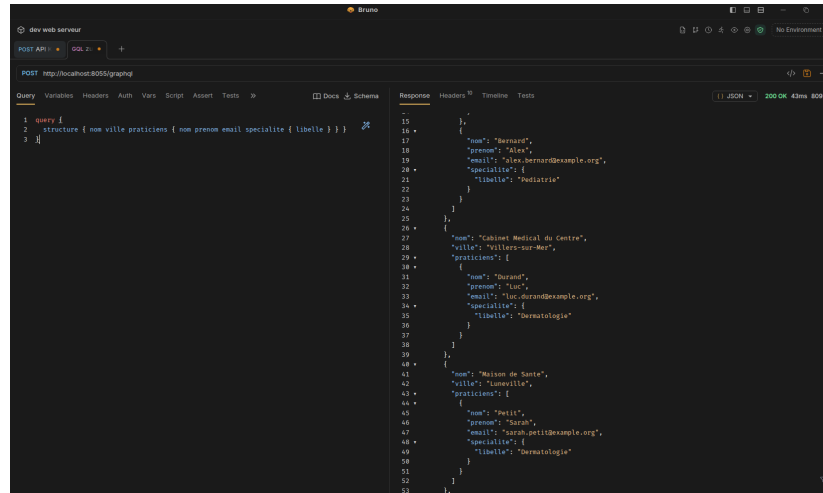 Bruno
dev web serveur
No Environment
POST API
GQL
+
POST http://localhost:8055/graphql
Query Variables Headers Auth Vars Script Assert Tests » Docs Schema
1 query {
2 structure { nom ville praticiens { nom prenom email specialite { libelle } } }
3 }
Response Headers 10 Timeline Tests
JSON 200 OK 43ms 809
15 },
16 {
17 "nom": "Bernard",
18 "prenom": "Alex",
19 "email": "alex.bernard@example.org",
20 "specialite": {
21 "libelle": "Pediatrie"
22 }
23 }
24 ]
25 },
26 {
27 "nom": "Cabinet Medical du Centre",
28 "ville": "Villers-sur-Mer",
29 "praticiens": [
30 {
31 "nom": "Durand",
32 "prenom": "Luc",
33 "email": "luc.durand@example.org",
34 "specialite": {
35 "libelle": "Dermatologie"
36 }
37 }
38 ]
39 },
40 {
41 "nom": "Maison de Sante",
42 "ville": "Luneville",
43 "praticiens": [
44 {
45 "nom": "Petit",
46 "prenom": "Sarah",
47 "email": "sarah.petit@example.org",
48 "specialite": {
49 "libelle": "Dermatologie"
50 }
51 }
52 ]
53 },